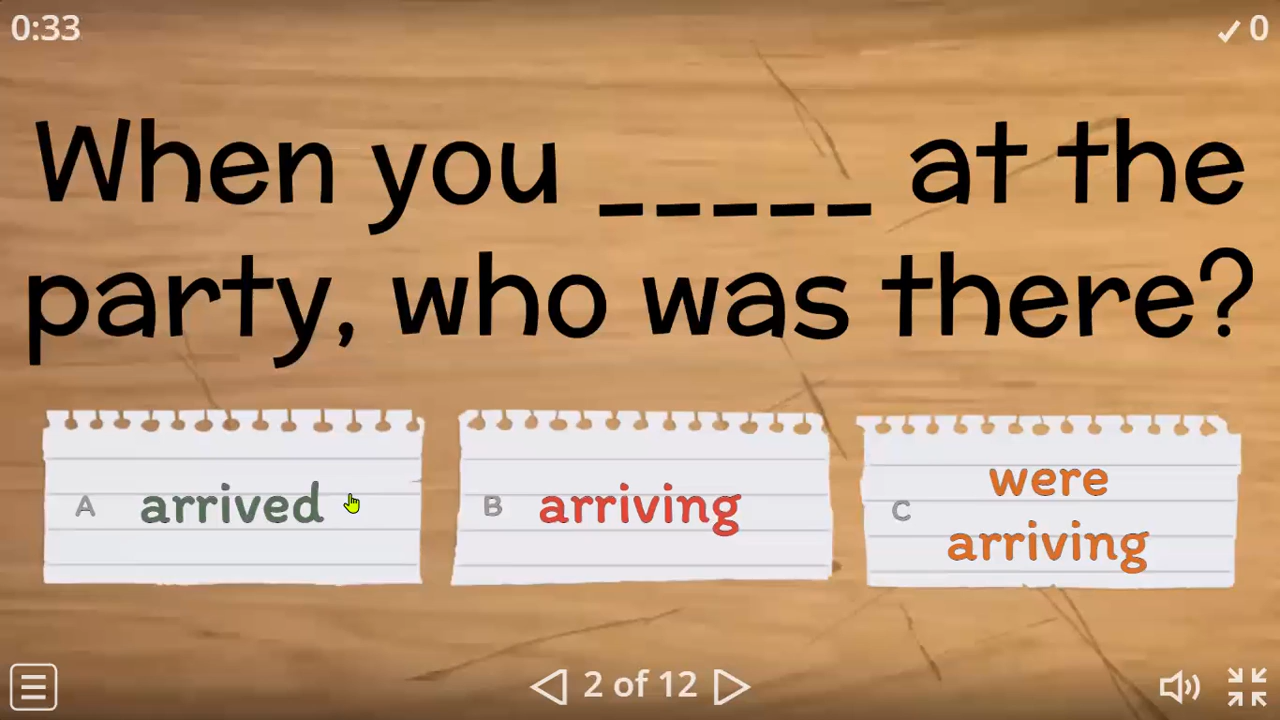 0:33
✓ 0
When you _____ at the
party, who was there?
A arrived
B arriving
C were
arriving
2 of 12